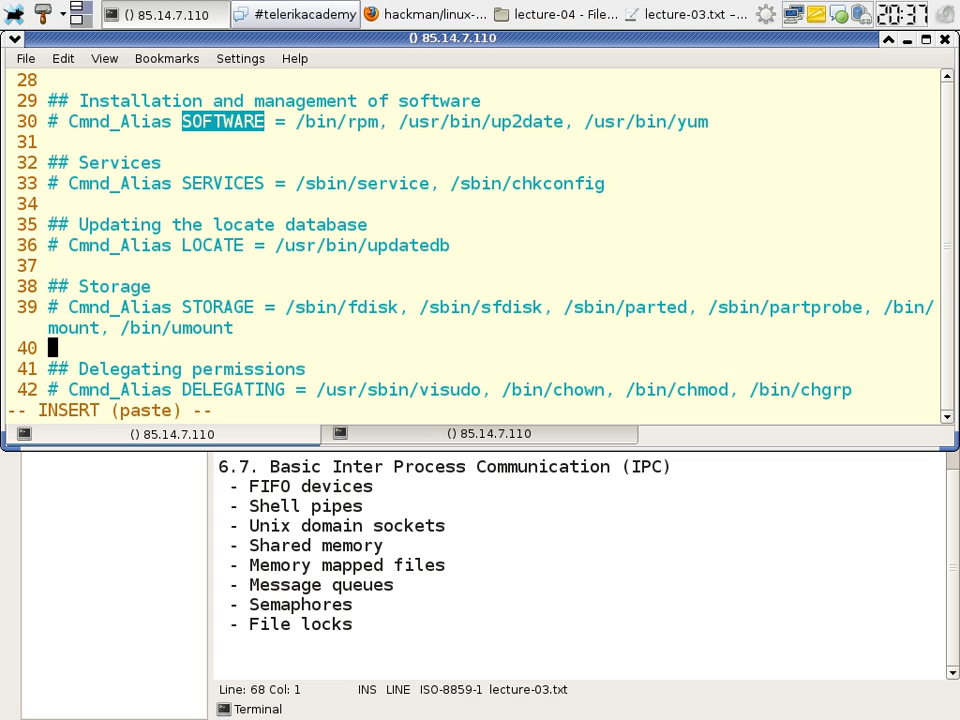 () 85.14.7.110
#telerikacademy
hackman/linux-...
lecture-04 - File...
lecture-03.txt –...
20:37
() 85.14.7.110
File Edit View Bookmarks Settings Help
28
29 ## Installation and management of software
30 # Cmnd_Alias SOFTWARE = /bin/rpm, /usr/bin/up2date, /usr/bin/yum
31
32 ## Services
33 # Cmnd_Alias SERVICES = /sbin/service, /sbin/chkconfig
34
35 ## Updating the locate database
36 # Cmnd_Alias LOCATE = /usr/bin/updatedb
37
38 ## Storage
39 # Cmnd_Alias STORAGE = /sbin/fdisk, /sbin/sfdisk, /sbin/parted, /sbin/partprobe, /bin/
mount, /bin/umount
40
41 ## Delegating permissions
42 # Cmnd_Alias DELEGATING = /usr/sbin/visudo, /bin/chown, /bin/chmod, /bin/chgrp
-- INSERT (paste) --
() 85.14.7.110
() 85.14.7.110
6.7. Basic Inter Process Communication (IPC)
- FIFO devices
- Shell pipes
- Unix domain sockets
- Shared memory
- Memory mapped files
- Message queues
- Semaphores
- File locks
Line: 68 Col: 1 INS LINE ISO-8859-1 lecture-03.txt
Terminal